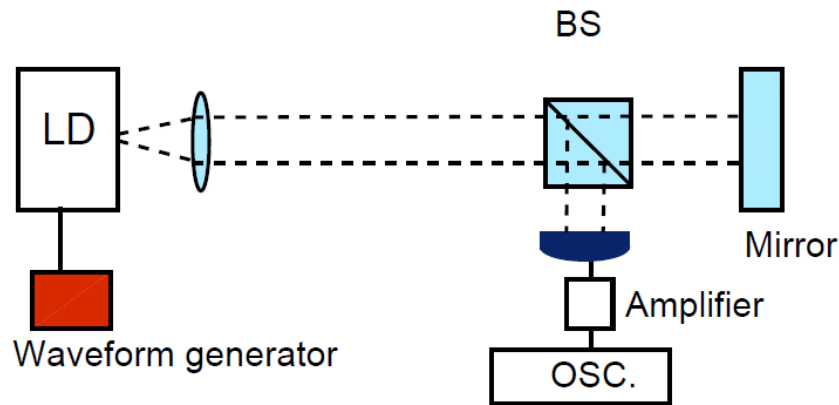 BS
LD
Mirror
Amplifier
Waveform generator
OSC.